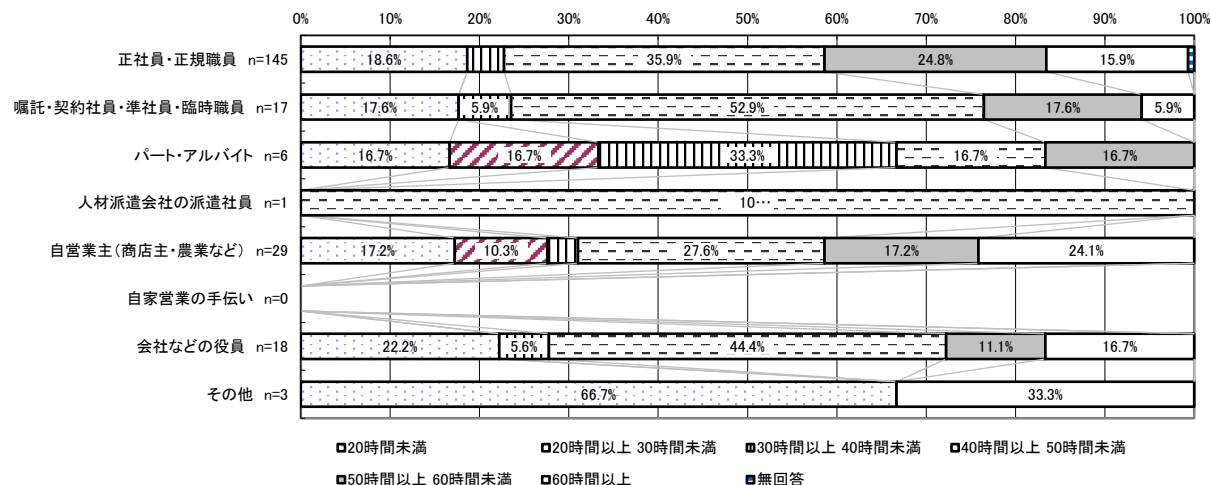 0% 10% 20% 30% 40% 50% 60% 70% 80% 90% 100%
正社員・正規職員 n=145 18.6% 35.9% 24.8% 15.9%
嘱託・契約社員・準社員・臨時職員 n=17 17.6% 5.9% 52.9% 17.6% 5.9%
パート・アルバイト n=6 16.7% 16.7% 33.3% 16.7% 16.7%
人材派遣会社の派遣社員 n=1 10…
自営業主(商店主・農業など) n=29 17.2% 10.3% 27.6% 17.2% 24.1%
自家営業の手伝い n=0
会社などの役員 n=18 22.2% 5.6% 44.4% 11.1% 16.7%
その他 n=3 66.7% 33.3%
20時間未満 20時間以上 30時間未満 30時間以上 40時間未満 40時間以上 50時間未満
50時間以上 60時間未満 60時間以上 無回答